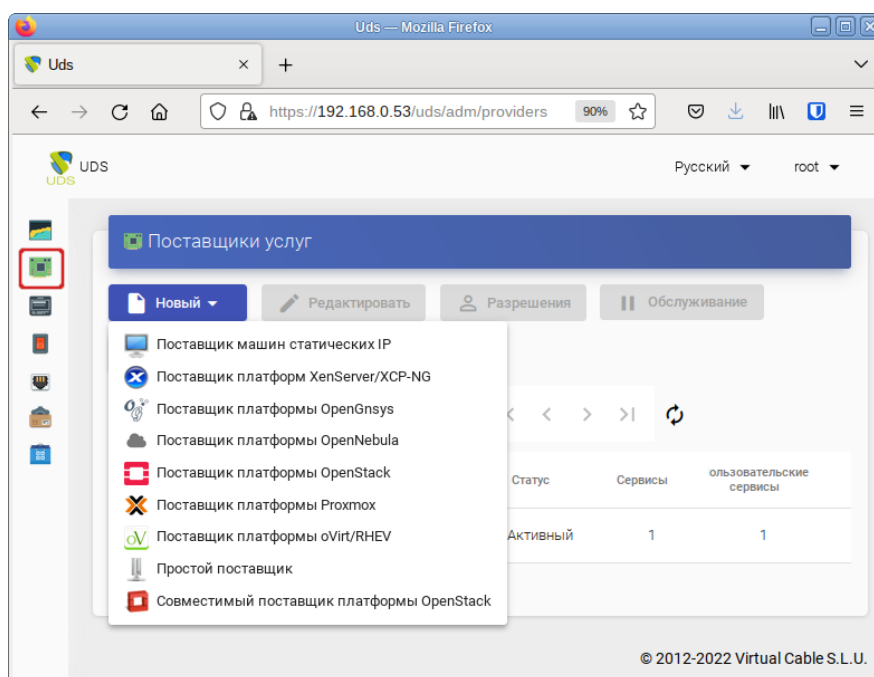 Uds — Mozilla Firefox
Uds
https://192.168.0.53/uds/adm/providers 90%
UDS UDS Русский root
Поставщики услуг
Новый Редактировать Разрешения Обслуживание
Поставщик машин статических IP
Поставщик платформ XenServer/XCP-NG
Поставщик платформы OpenGnsys
Поставщик платформы OpenNebula
Поставщик платформы OpenStack
Поставщик платформы Proxmox
Поставщик платформы oVirt/RHEV
Простой поставщик
Совместимый поставщик платформы OpenStack
Статус Сервисы ользовательские
сервисы
Активный 1 1
© 2012-2022 Virtual Cable S.L.U.